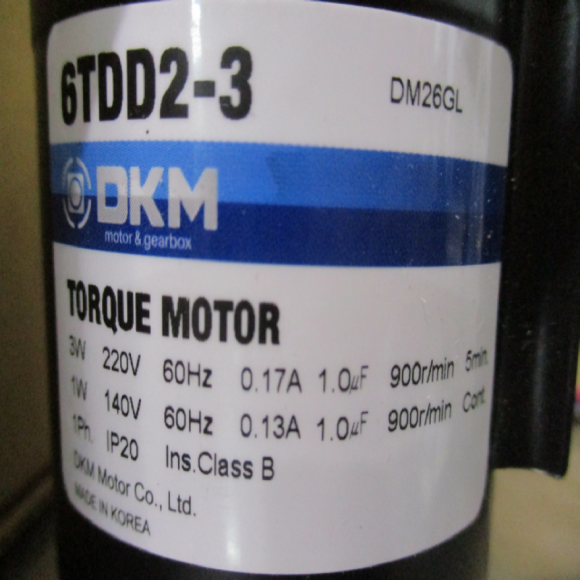 6TDD2-3 DM26GL
DKM
motor & gearbox
TORQUE MOTOR
3W 220V 60Hz 0.17A 1.0μF 900r/min 5min.
1W 140V 60Hz 0.13A 1.0μF 900r/min Cont.
1Ph. IP20 Ins.Class B
DKM Motor Co., Ltd.
MADE IN KOREA